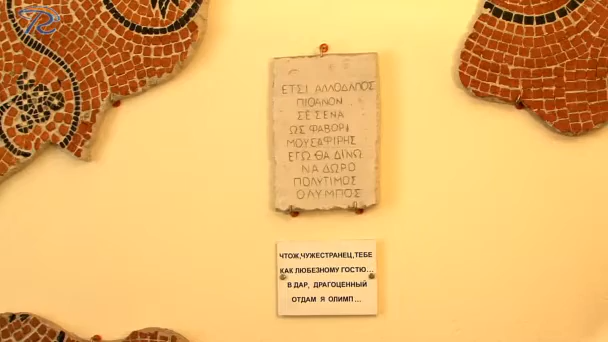 ΕΤΣΙ ΑΛΛΟΔΑΠΟΣ
ΠΙΘΑΝΟΝ
ΣΕ ΣΕΝΑ
ΩΣ ΦΑΒΟΡΙ
ΜΟΥΣΑΦΙΡΗΣ
ΕΓΩ ΘΑ ΔΙΝΩ
ΝΑ ΔΩΡΟ
ΠΟΛΥΤΙΜΟΣ
ΟΛΥΜΠΟΣ
ЧТОЖ,ЧУЖЕСТРАНЕЦ,ТЕБЕ
КАК ЛЮБЕЗНОМУ ГОСТЮ...
В ДАР, ДРАГОЦЕННЫЙ
ОТДАМ Я ОЛИМП...